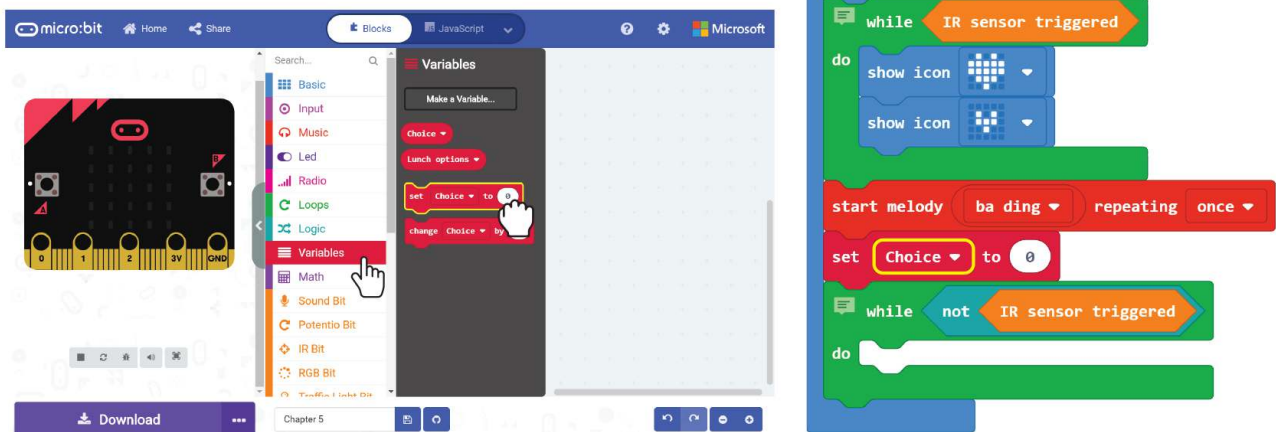 micro:bit Home Share Blocks JavaScript Microsoft
Search...
Basic
Input
Music
Led
Radio
Loops
Logic
Variables
Math
Sound Bit
Potentio Bit
IR Bit
RGB Bit
Traffic Light Bit
Variables
Make a Variable...
Choice
Lunch options
set Choice to 0
change Choice by
B
A
0 1 2 3V GND
Download
Chapter 5
while IR sensor triggered
do
show icon
show icon
start melody ba ding repeating once
set Choice to 0
while not IR sensor triggered
do